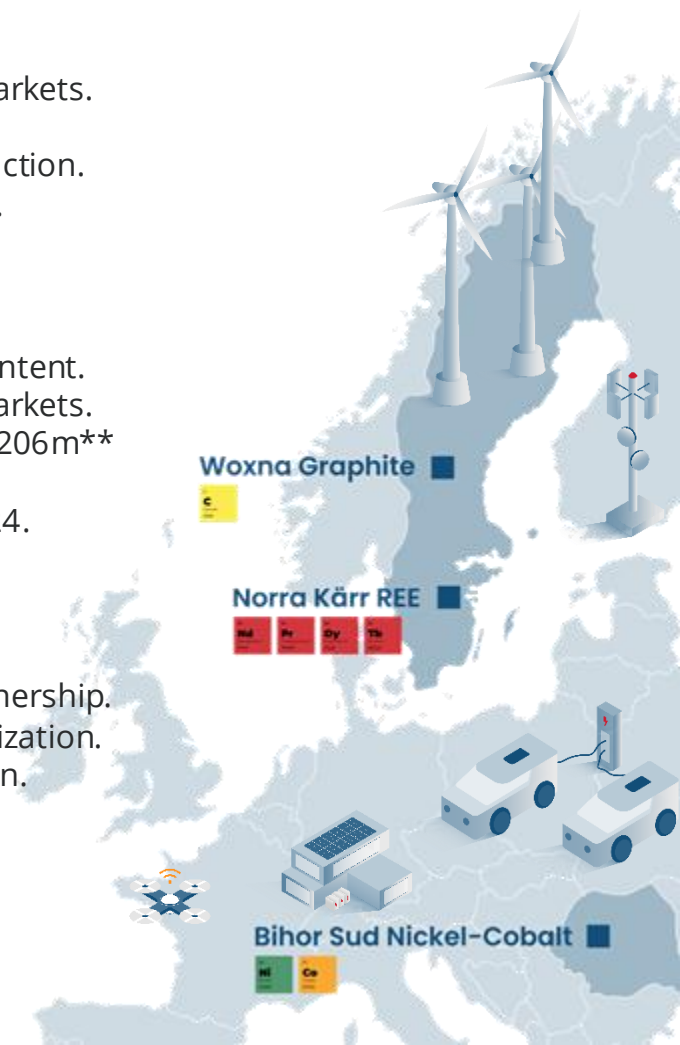 arkets.
ction.
.
ntent.
arkets.
206m**
Woxna Graphite
C
4.
Norra Kärr REE
Nd Pr Dy Tb
nership.
ization.
n.
Bihor Sud Nickel-Cobalt
Ni Co